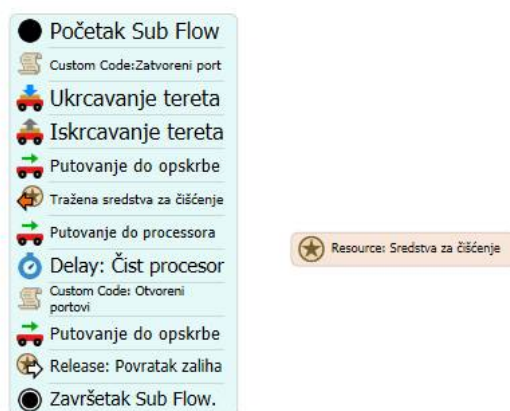 Početak Sub Flow
Custom Code:Zatvoreni port
Ukrcavanje tereta
Iskrcavanje tereta
Putovanje do opskrbe
Tražena sredstva za čišćenje
Putovanje do processora
Delay: Čist procesor
Custom Code: Otvoreni
portovi
Putovanje do opskrbe
Release: Povratak zaliha
Završetak Sub Flow.
Resource: Sredstva za čišćenje